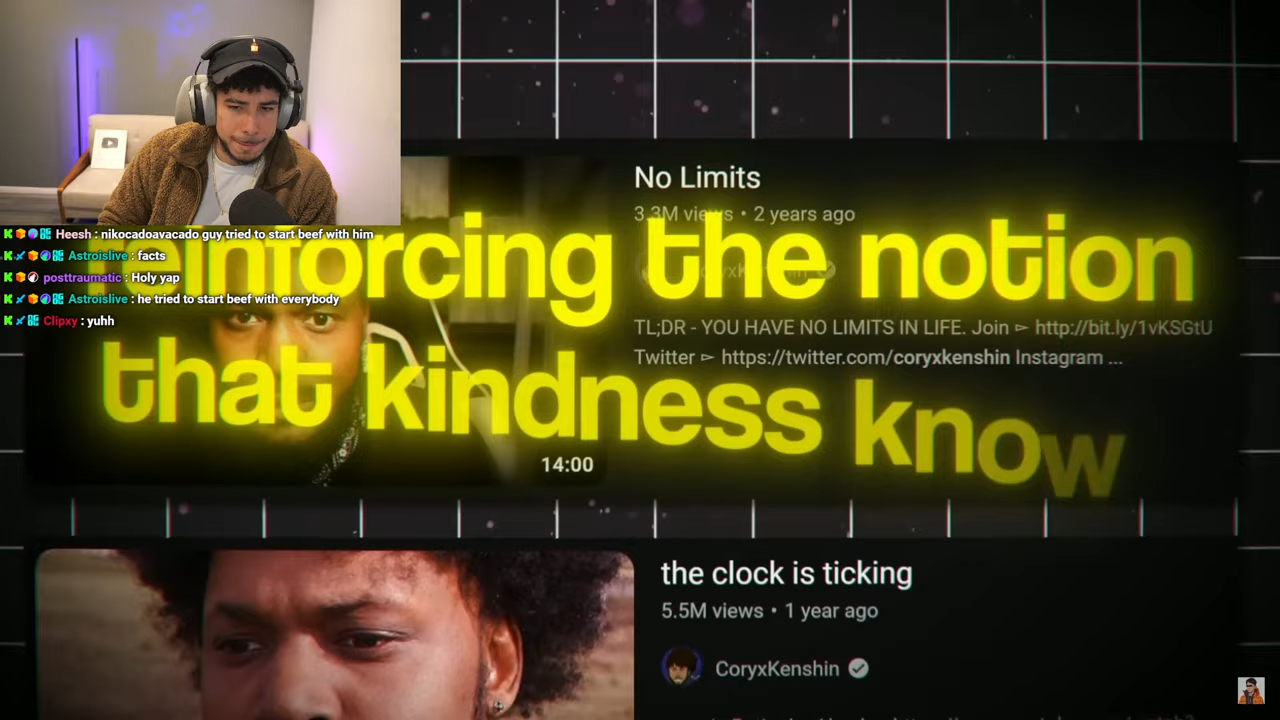 No Limits
3.3M views • 2 years ago
reinforcing the notion
Heesh : nikocadoavacado guy tried to start beef with him
Astroislive : facts
posttraumatic : Holy yap
Astroislive : he tried to start beef with everybody
Clipxy : yuhh
TL;DR - YOU HAVE NO LIMITS IN LIFE. Join ► http://bit.ly/1vKSGtU
Twitter ► https://twitter.com/coryxkenshin Instagram ...
that kindness know
14:00
the clock is ticking
5.5M views • 1 year ago
CoryxKenshin